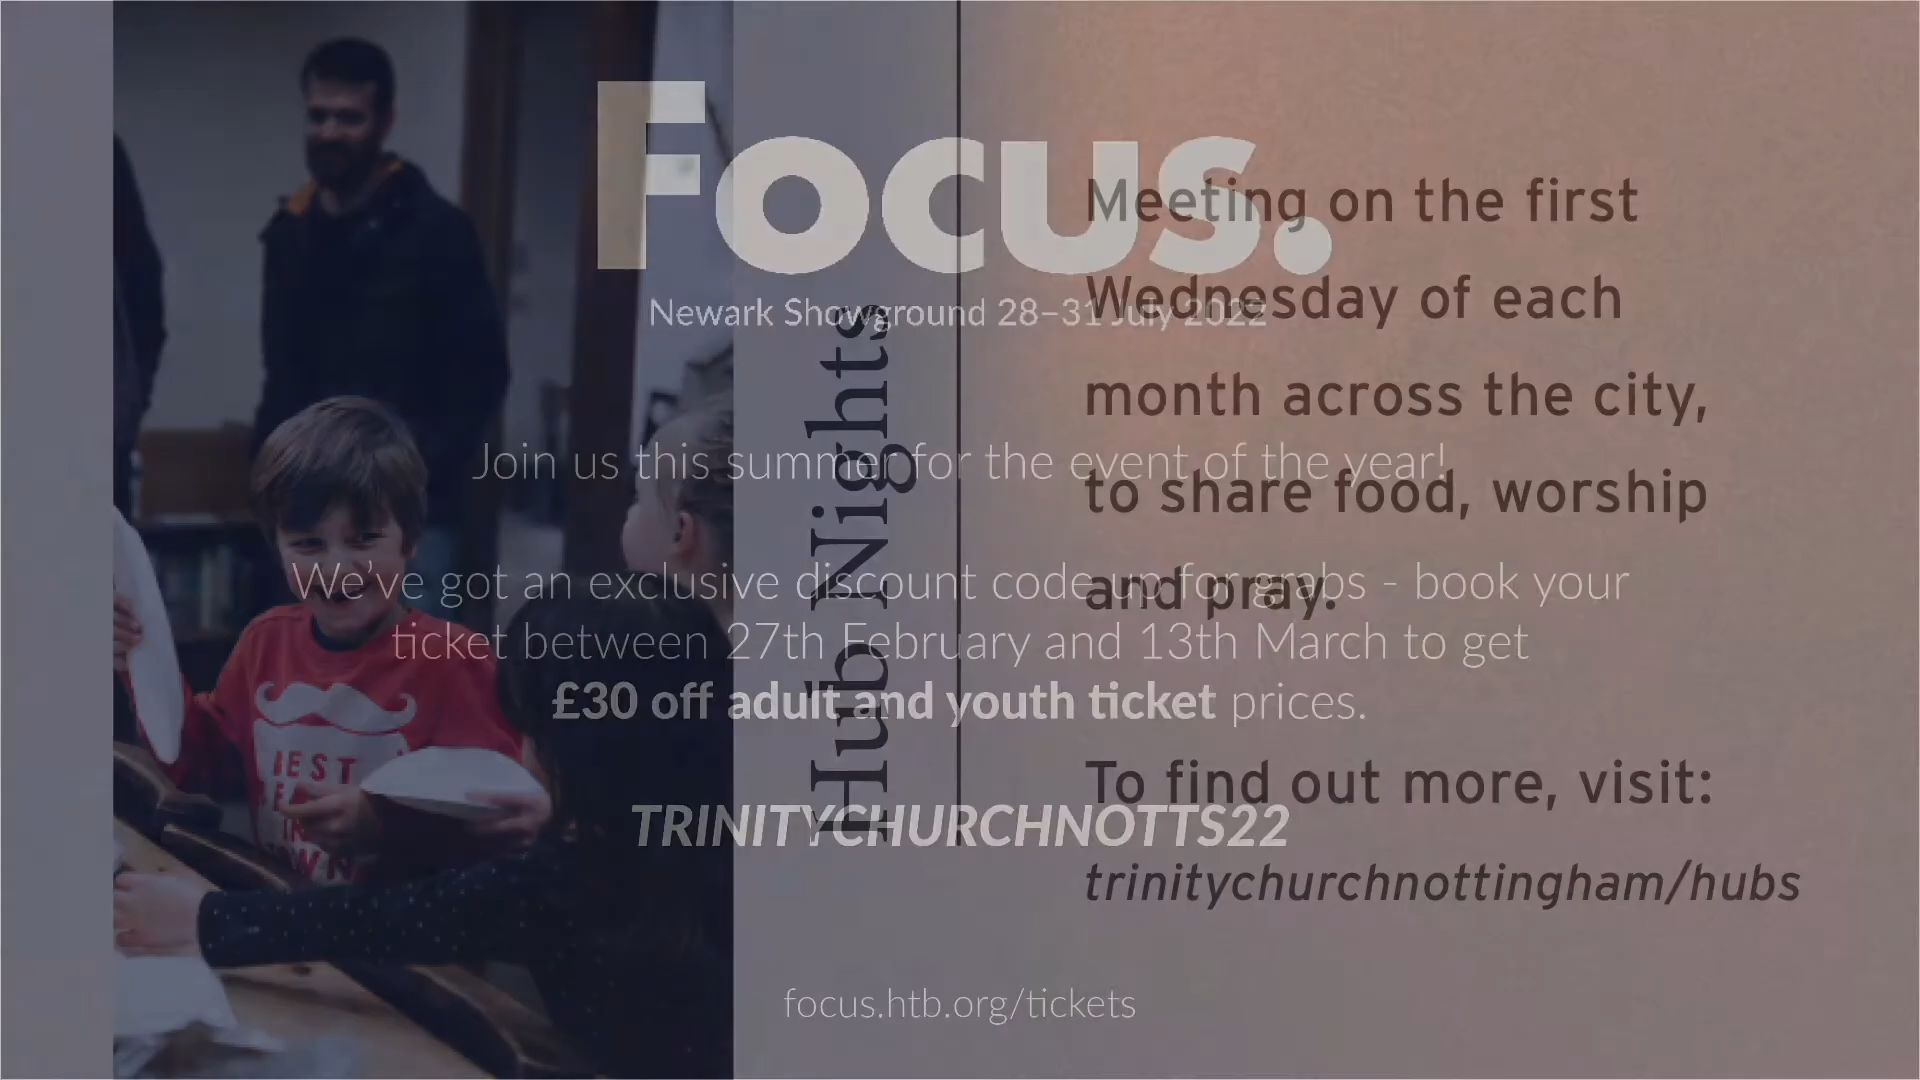 Focus.
Newark Showground 28–31 July 2022
Join us this summer for the event of the year!
We've got an exclusive discount code up for grabs - book your
ticket between 27th February and 13th March to get
£30 off adult and youth ticket prices.
TRINITYCHURCHNOTTS22
focus.htb.org/tickets
Hub Nights
Meeting on the first
Wednesday of each
month across the city,
to share food, worship
and pray.
To find out more, visit:
trinitychurchnottingham/hubs